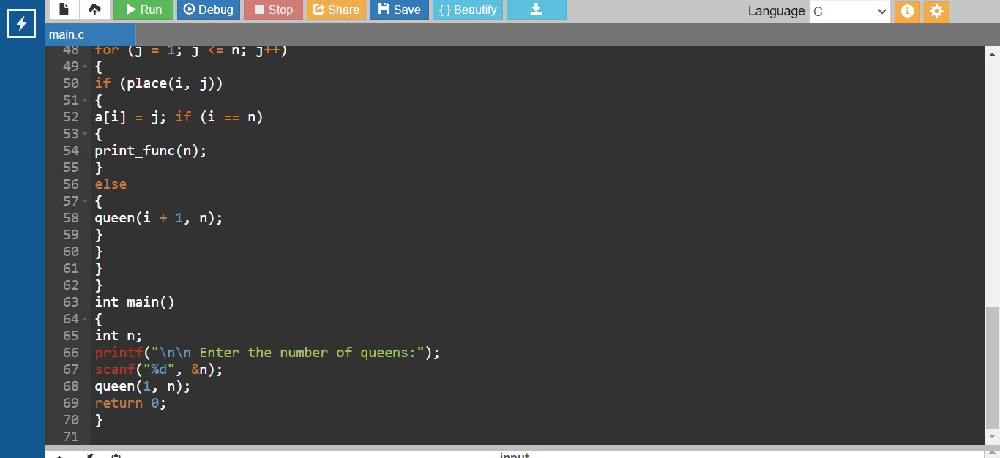 Run Debug Stop Share Save { } Beautify Language C
main.c
48 for (j = 1; j <= n; j++)
49 {
50 if (place(i, j))
51 {
52 a[i] = j; if (i == n)
53 {
54 print_func(n);
55 }
56 else
57 {
58 queen(i + 1, n);
59 }
60 }
61 }
62 }
63 int main()
64 {
65 int n;
66 printf("\n\n Enter the number of queens:");
67 scanf("%d", &n);
68 queen(1, n);
69 return 0;
70 }
71
input